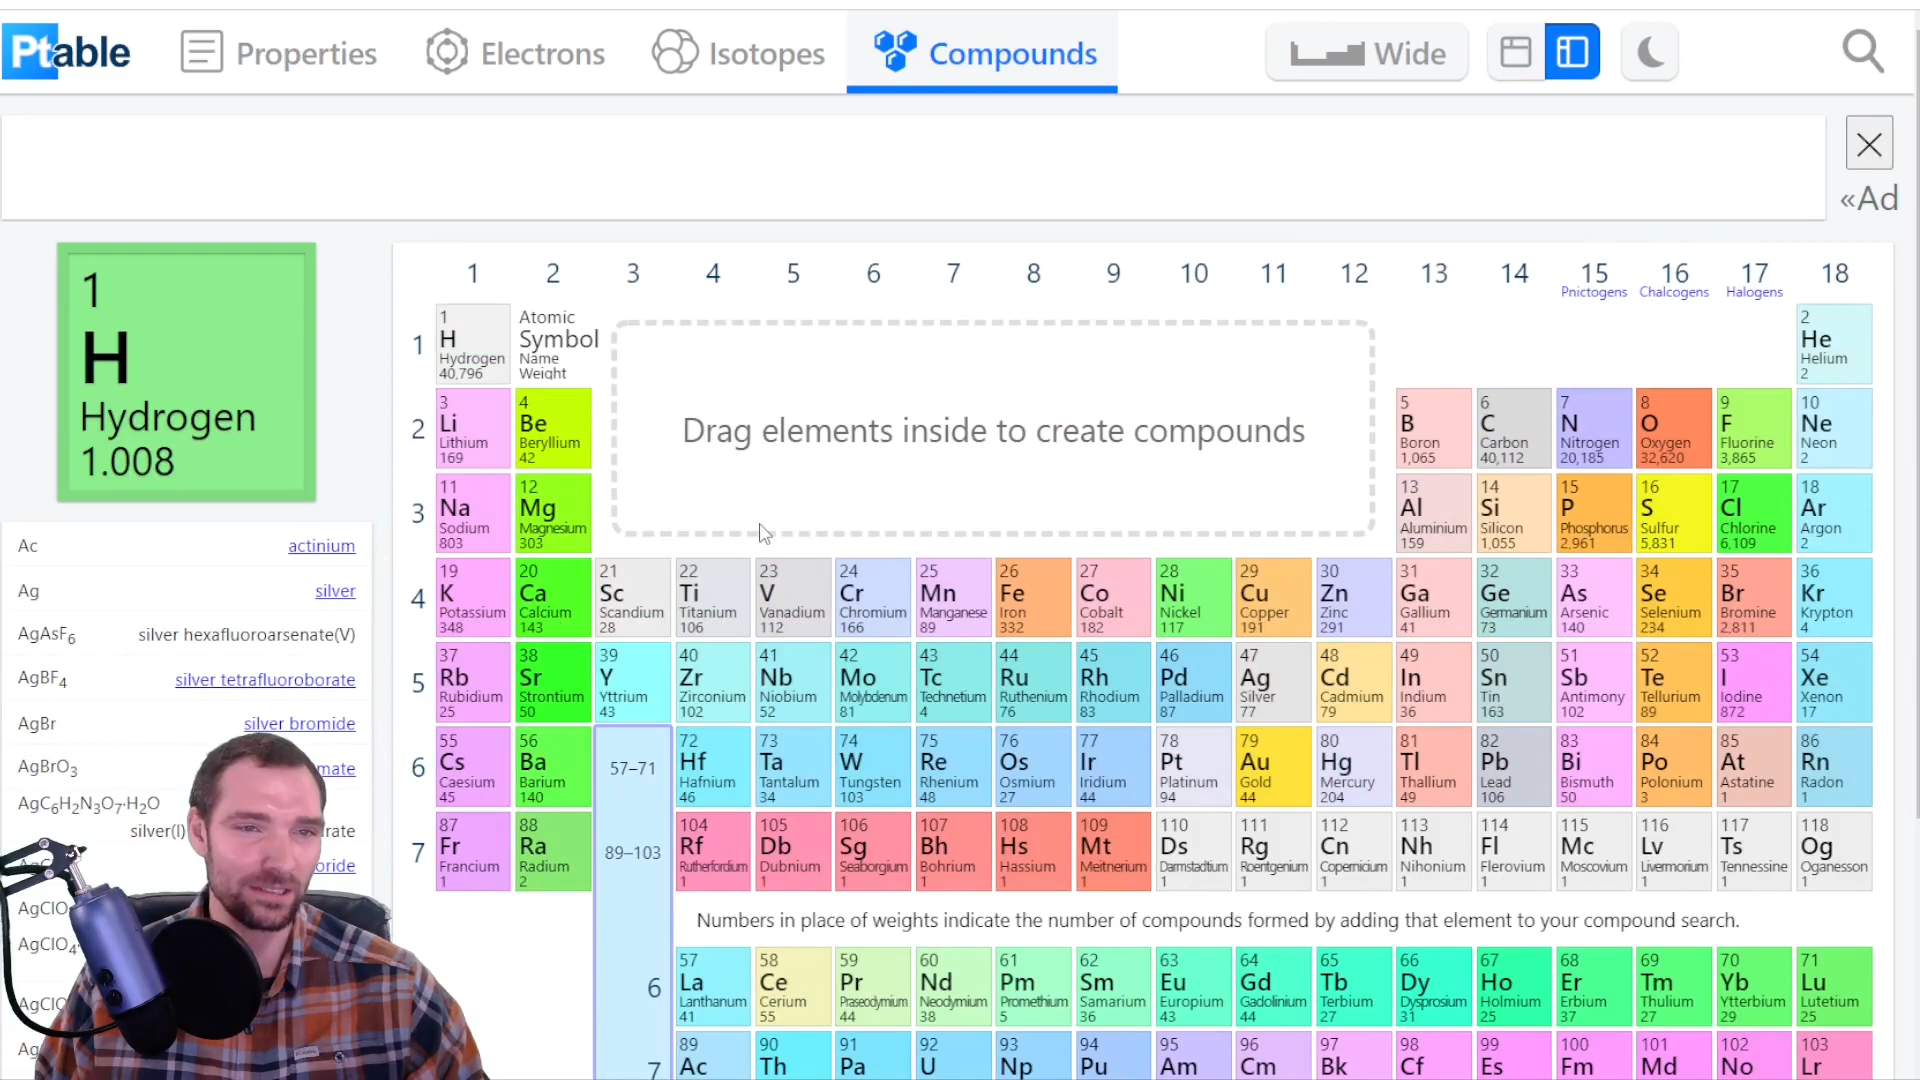 Ptable
Properties
Electrons
Isotopes
Compounds
Wide
«Ad
1
H
Hydrogen
1.008
Ac actinium
Ag silver
AgAsF6 silver hexafluoroarsenate(V)
AgBF4 silver tetrafluoroborate
AgBr silver bromide
AgBrO3 mate
AgC6H2N3O7·H2O
silver(I) rate
oride
AgClO
AgClO4·
AgClO
Ag
1 2 3 4 5 6 7 8 9 10 11 12 13 14 15 16 17 18
Pnictogens Chalcogens Halogens
1
1 H Hydrogen 40,796
Atomic
Symbol
Name
Weight
Drag elements inside to create compounds
2 He Helium 2
2
3 Li Lithium 169
4 Be Beryllium 42
5 B Boron 1,065
6 C Carbon 40,112
7 N Nitrogen 20,185
8 O Oxygen 32,620
9 F Fluorine 3,865
10 Ne Neon 2
3
11 Na Sodium 803
12 Mg Magnesium 303
13 Al Aluminium 159
14 Si Silicon 1,055
15 P Phosphorus 2,961
16 S Sulfur 5,831
17 Cl Chlorine 6,109
18 Ar Argon 2
4
19 K Potassium 348
20 Ca Calcium 143
21 Sc Scandium 28
22 Ti Titanium 106
23 V Vanadium 112
24 Cr Chromium 166
25 Mn Manganese 89
26 Fe Iron 332
27 Co Cobalt 182
28 Ni Nickel 117
29 Cu Copper 191
30 Zn Zinc 291
31 Ga Gallium 41
32 Ge Germanium 73
33 As Arsenic 140
34 Se Selenium 234
35 Br Bromine 2,811
36 Kr Krypton 4
5
37 Rb Rubidium 25
38 Sr Strontium 50
39 Y Yttrium 43
40 Zr Zirconium 102
41 Nb Niobium 52
42 Mo Molybdenum 81
43 Tc Technetium 4
44 Ru Ruthenium 76
45 Rh Rhodium 83
46 Pd Palladium 87
47 Ag Silver 77
48 Cd Cadmium 79
49 In Indium 36
50 Sn Tin 163
51 Sb Antimony 102
52 Te Tellurium 89
53 I Iodine 872
54 Xe Xenon 17
6
55 Cs Caesium 45
56 Ba Barium 140
57–71
72 Hf Hafnium 46
73 Ta Tantalum 34
74 W Tungsten 103
75 Re Rhenium 48
76 Os Osmium 27
77 Ir Iridium 44
78 Pt Platinum 94
79 Au Gold 44
80 Hg Mercury 204
81 Tl Thallium 49
82 Pb Lead 106
83 Bi Bismuth 50
84 Po Polonium 3
85 At Astatine 1
86 Rn Radon 1
7
87 Fr Francium 1
88 Ra Radium 2
89–103
104 Rf Rutherfordium 1
105 Db Dubnium 1
106 Sg Seaborgium 1
107 Bh Bohrium 1
108 Hs Hassium 1
109 Mt Meitnerium 1
110 Ds Darmstadtium 1
111 Rg Roentgenium 1
112 Cn Copernicium 1
113 Nh Nihonium 1
114 Fl Flerovium 1
115 Mc Moscovium 1
116 Lv Livermorium 1
117 Ts Tennessine 1
118 Og Oganesson 1
Numbers in place of weights indicate the number of compounds formed by adding that element to your compound search.
6
57 La Lanthanum 41
58 Ce Cerium 55
59 Pr Praseodymium 44
60 Nd Neodymium 38
61 Pm Promethium 5
62 Sm Samarium 36
63 Eu Europium 43
64 Gd Gadolinium 44
65 Tb Terbium 27
66 Dy Dysprosium 31
67 Ho Holmium 25
68 Er Erbium 37
69 Tm Thulium 27
70 Yb Ytterbium 29
71 Lu Lutetium 25
7
89 Ac
90 Th
91 Pa
92 U
93 Np
94 Pu
95 Am
96 Cm
97 Bk
98 Cf
99 Es
100 Fm
101 Md
102 No
103 Lr